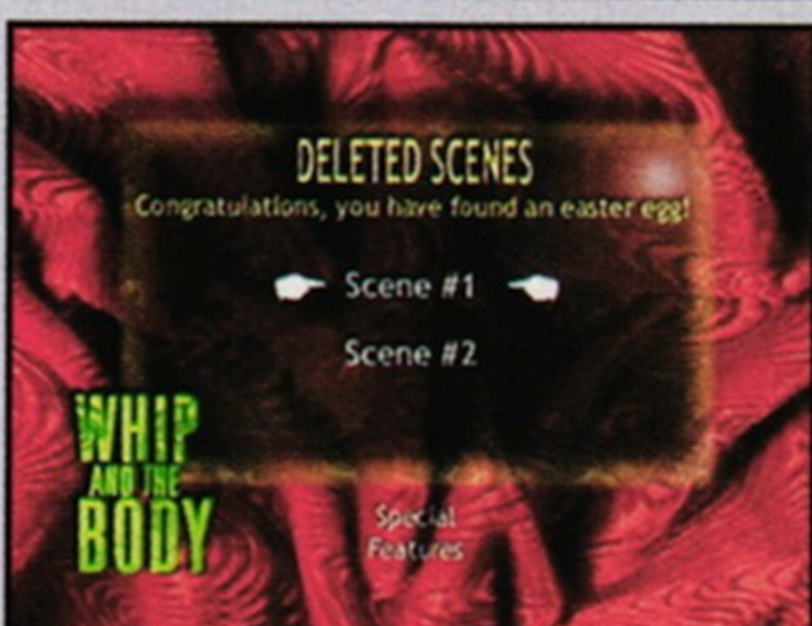 DELETED SCENES
Congratulations, you have found an easter egg!
Scene #1
Scene #2
WHIP
AND THE
BODY
Special
Features